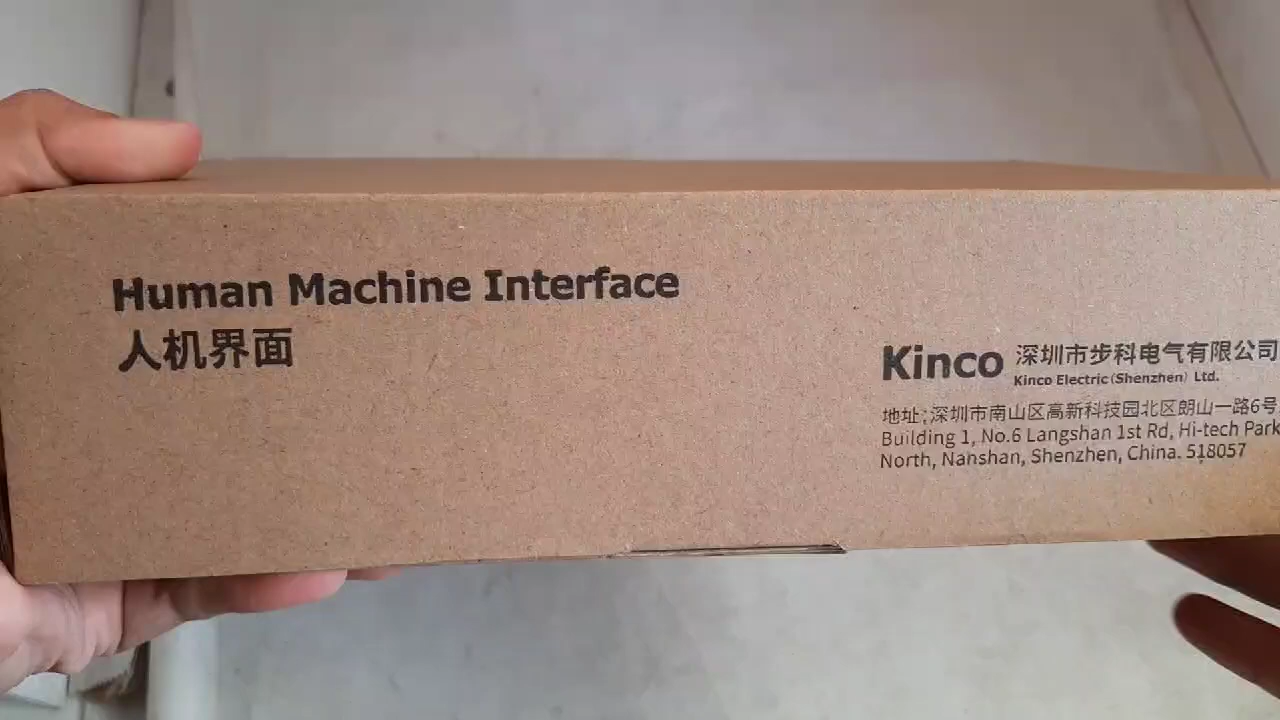 Human Machine Interface
人机界面
Kinco 深圳市步科电气有限公司
Kinco Electric (Shenzhen) Ltd.
地址:深圳市南山区高新科技园北区朗山一路6号
Building 1, No.6 Langshan 1st Rd, Hi-tech Park
North, Nanshan, Shenzhen, China. 518057